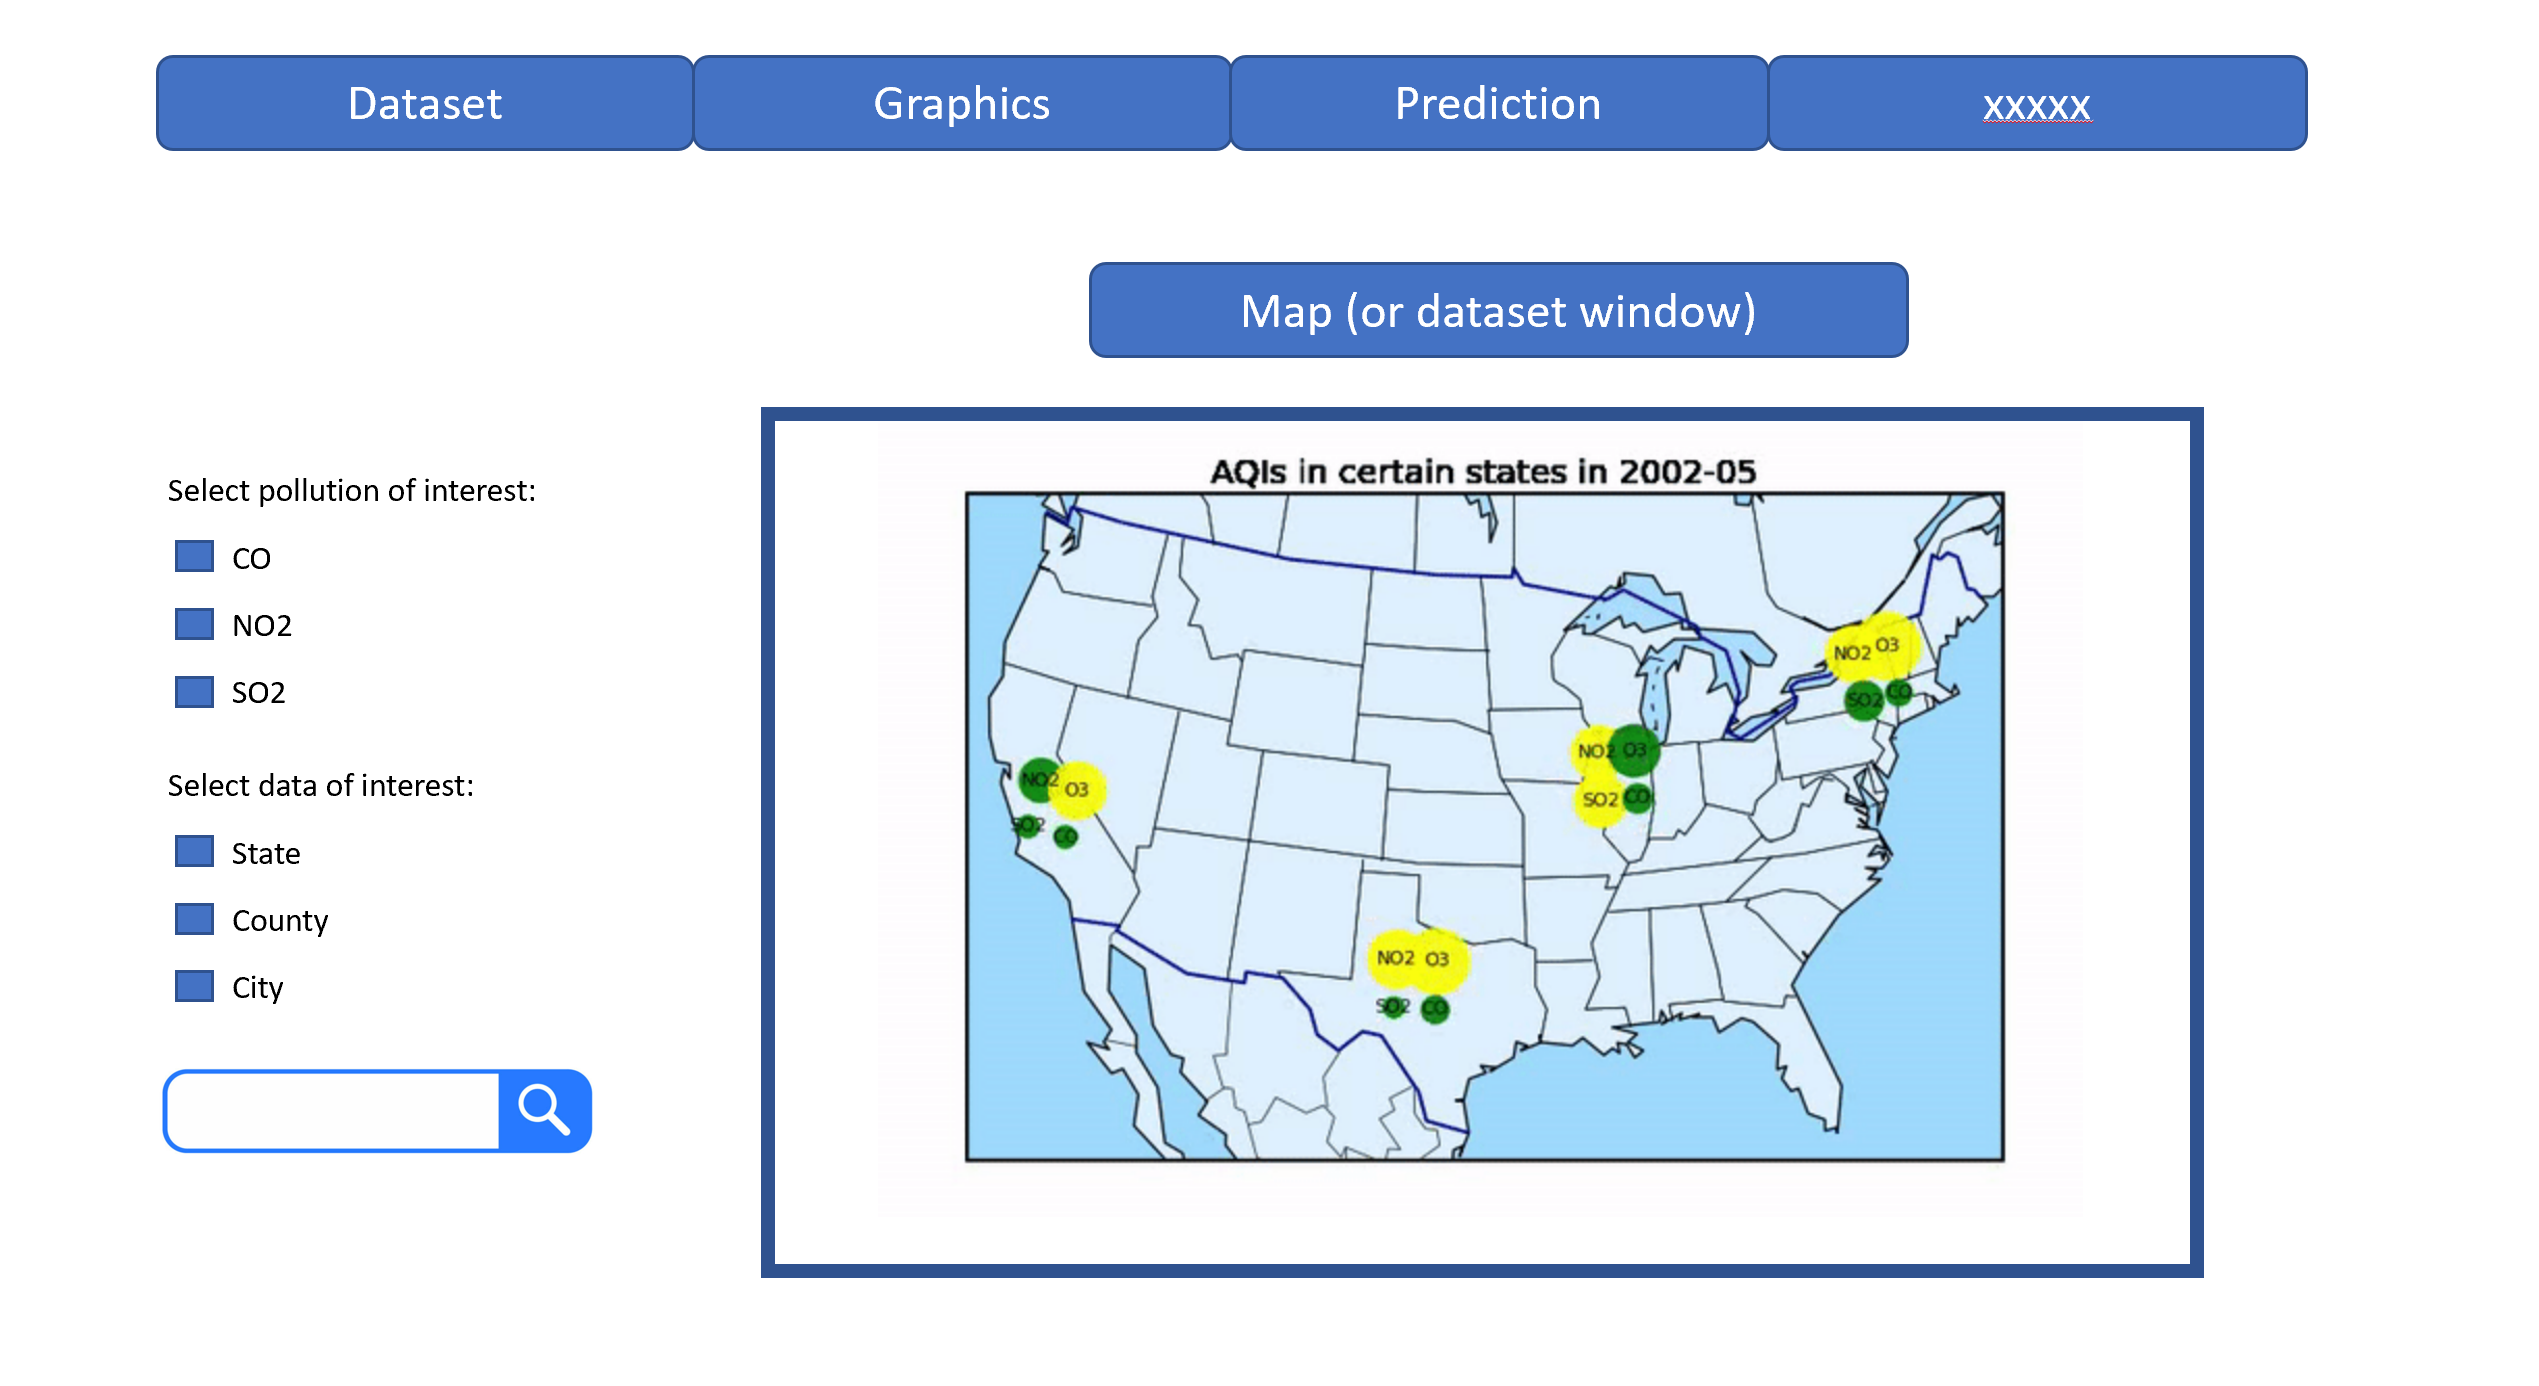 Dataset
Graphics
Prediction
xxxxx
Map (or dataset window)
Select pollution of interest:
CO
NO2
SO2
Select data of interest:
State
County
City
AQIs in certain states in 2002-05
NO2 O3
SO2 CO
NO2 O3
SO2 CO
NO2 O3
SO2 CO
NO2 O3
SO2 CO